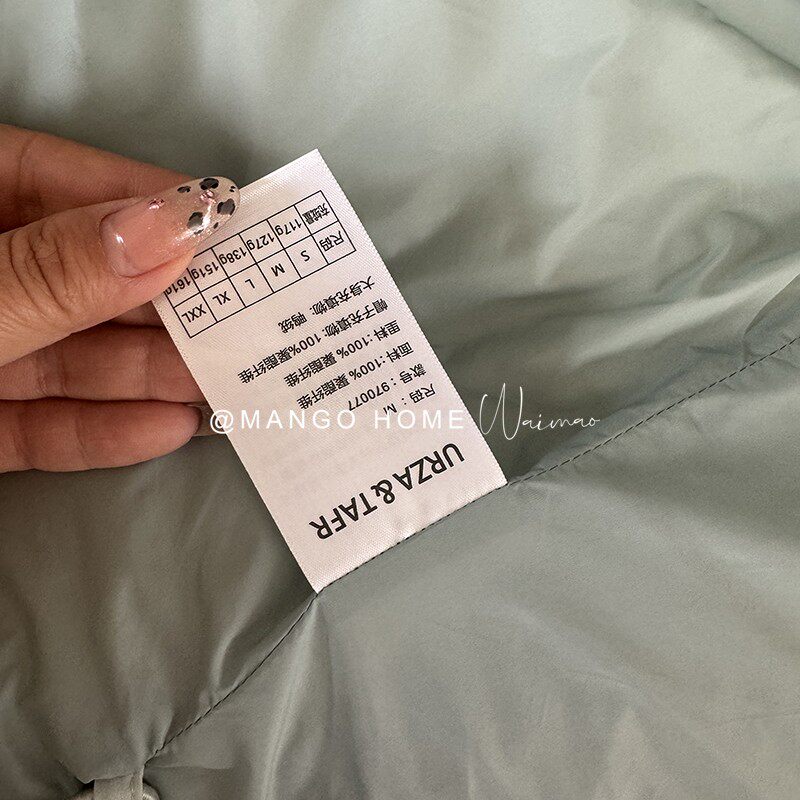 URZA&TAFR
尺码：M
款号：970077
面料:100%聚酯纤维
里料:100%聚酯纤维
帽子充填物: 100%聚酯纤维
大身充填物: 鸭绒
尺码 S M L XL XXL
充绒量 117g 127g 138g 151g 161g
@MANGO HOME Waimao